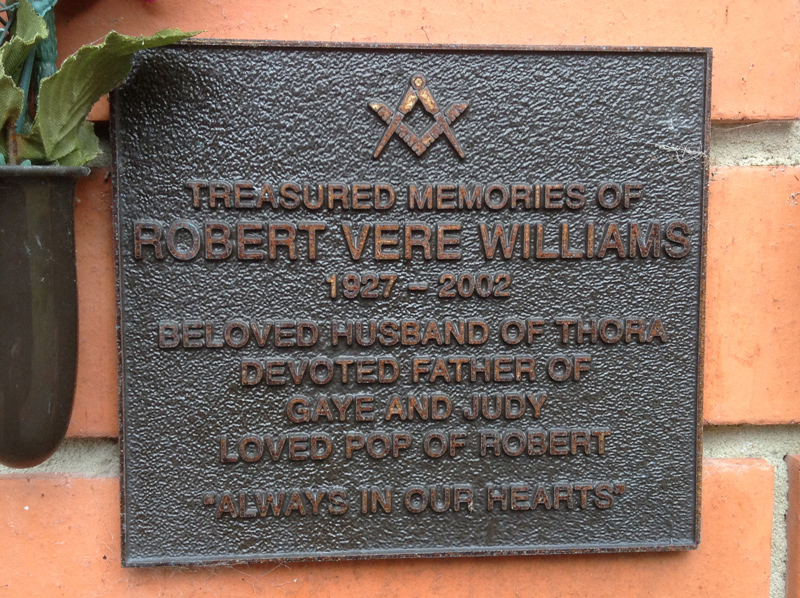 TREASURED MEMORIES OF
ROBERT VERE WILLIAMS
1927 – 2002
BELOVED HUSBAND OF THORA
DEVOTED FATHER OF
GAYE AND JUDY
LOVED POP OF ROBERT
"ALWAYS IN OUR HEARTS"